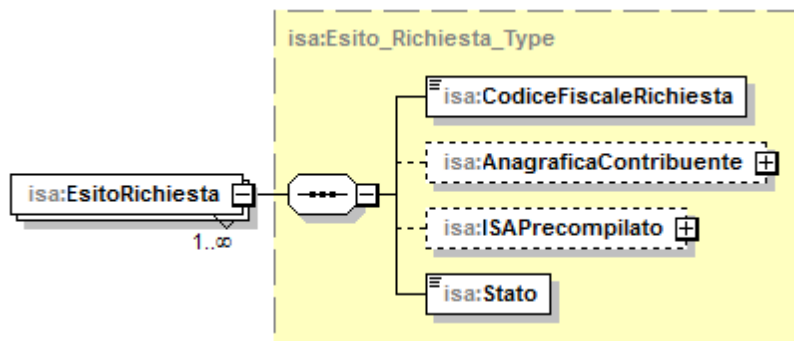 isa:Esito_Richiesta_Type
isa:CodiceFiscaleRichiesta
isa:AnagraficaContribuente
isa:EsitoRichiesta
1..∞
isa:ISAPrecompilato
isa:Stato